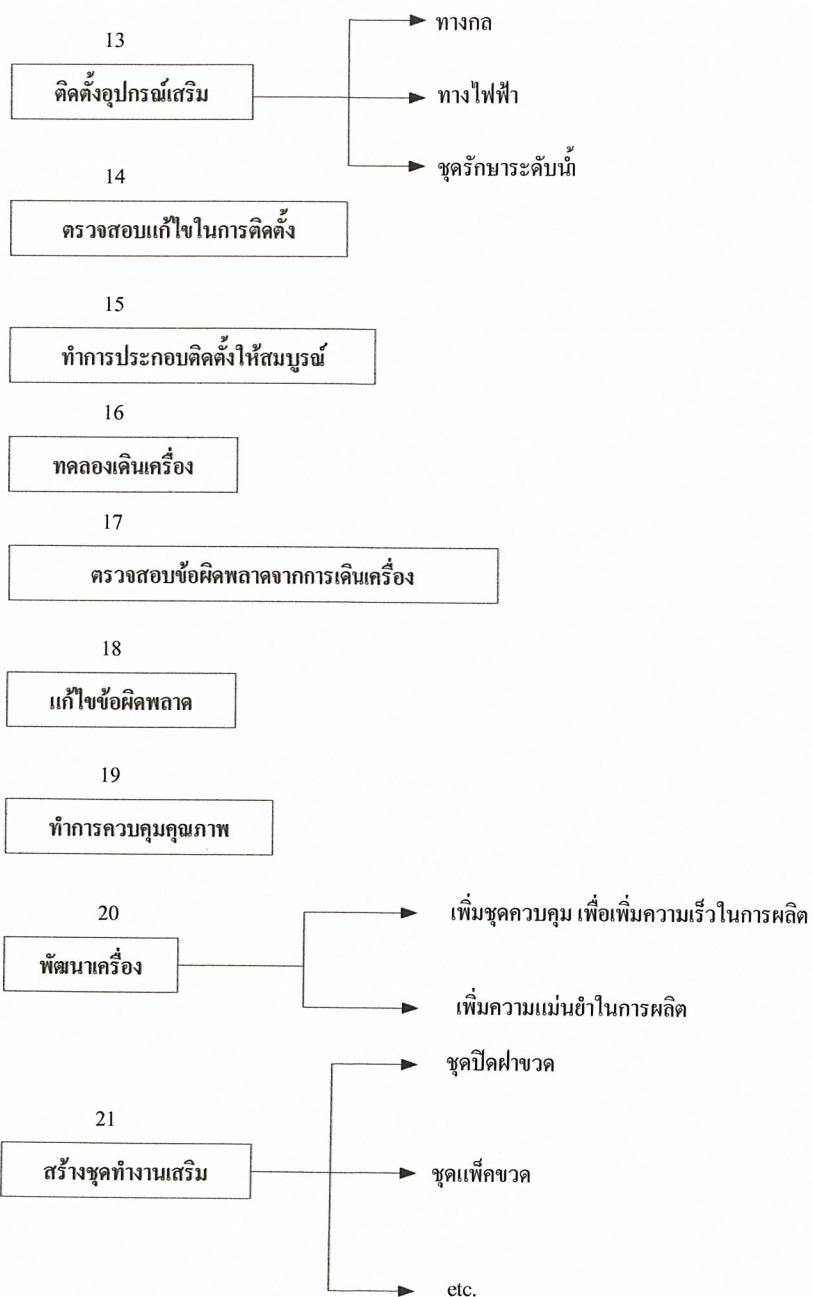 13
ติดตั้งอุปกรณ์เสริม
ทางกล
ทางไฟฟ้า
ชุดรักษาระดับน้ำ
14
ตรวจสอบแก้ไขในการติดตั้ง
15
ทำการประกอบติดตั้งให้สมบูรณ์
16
ทดลองเดินเครื่อง
17
ตรวจสอบข้อผิดพลาดจากการเดินเครื่อง
18
แก้ไขข้อผิดพลาด
19
ทำการควบคุมคุณภาพ
20
พัฒนาเครื่อง
เพิ่มชุดควบคุม เพื่อเพิ่มความเร็วในการผลิต
เพิ่มความแม่นยำในการผลิต
21
สร้างชุดทำงานเสริม
ชุดปิดฝาขวด
ชุดแพ็คขวด
etc.